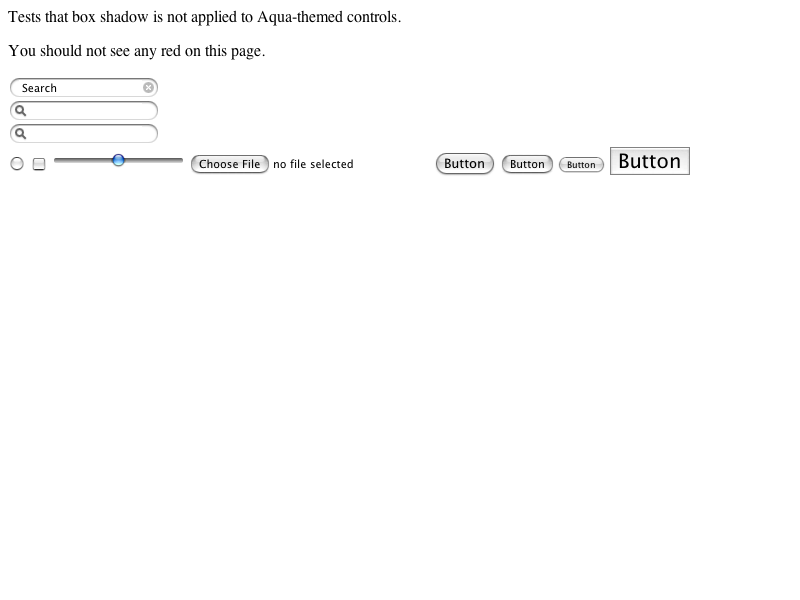 Tests that box shadow is not applied to Aqua-themed controls.
You should not see any red on this page.
Search
Choose File no file selected Button Button Button Button